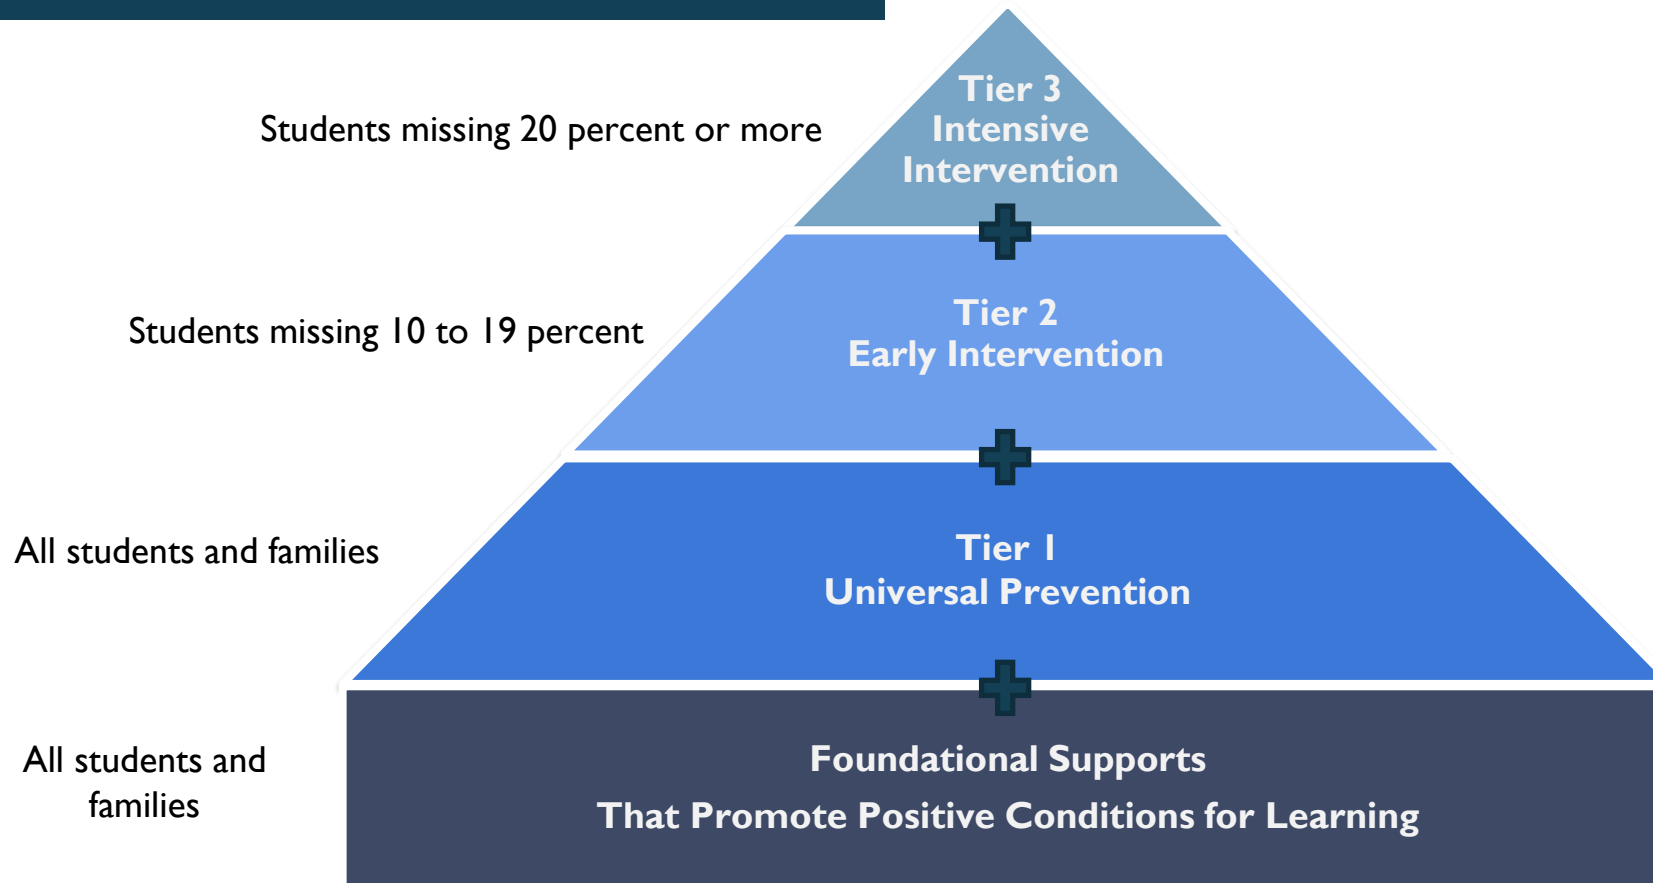 Students missing 20 percent or more
Tier 3
Intensive
Intervention
Students missing 10 to 19 percent
Tier 2
Early Intervention
All students and families
Tier 1
Universal Prevention
All students and
families
Foundational Supports
That Promote Positive Conditions for Learning